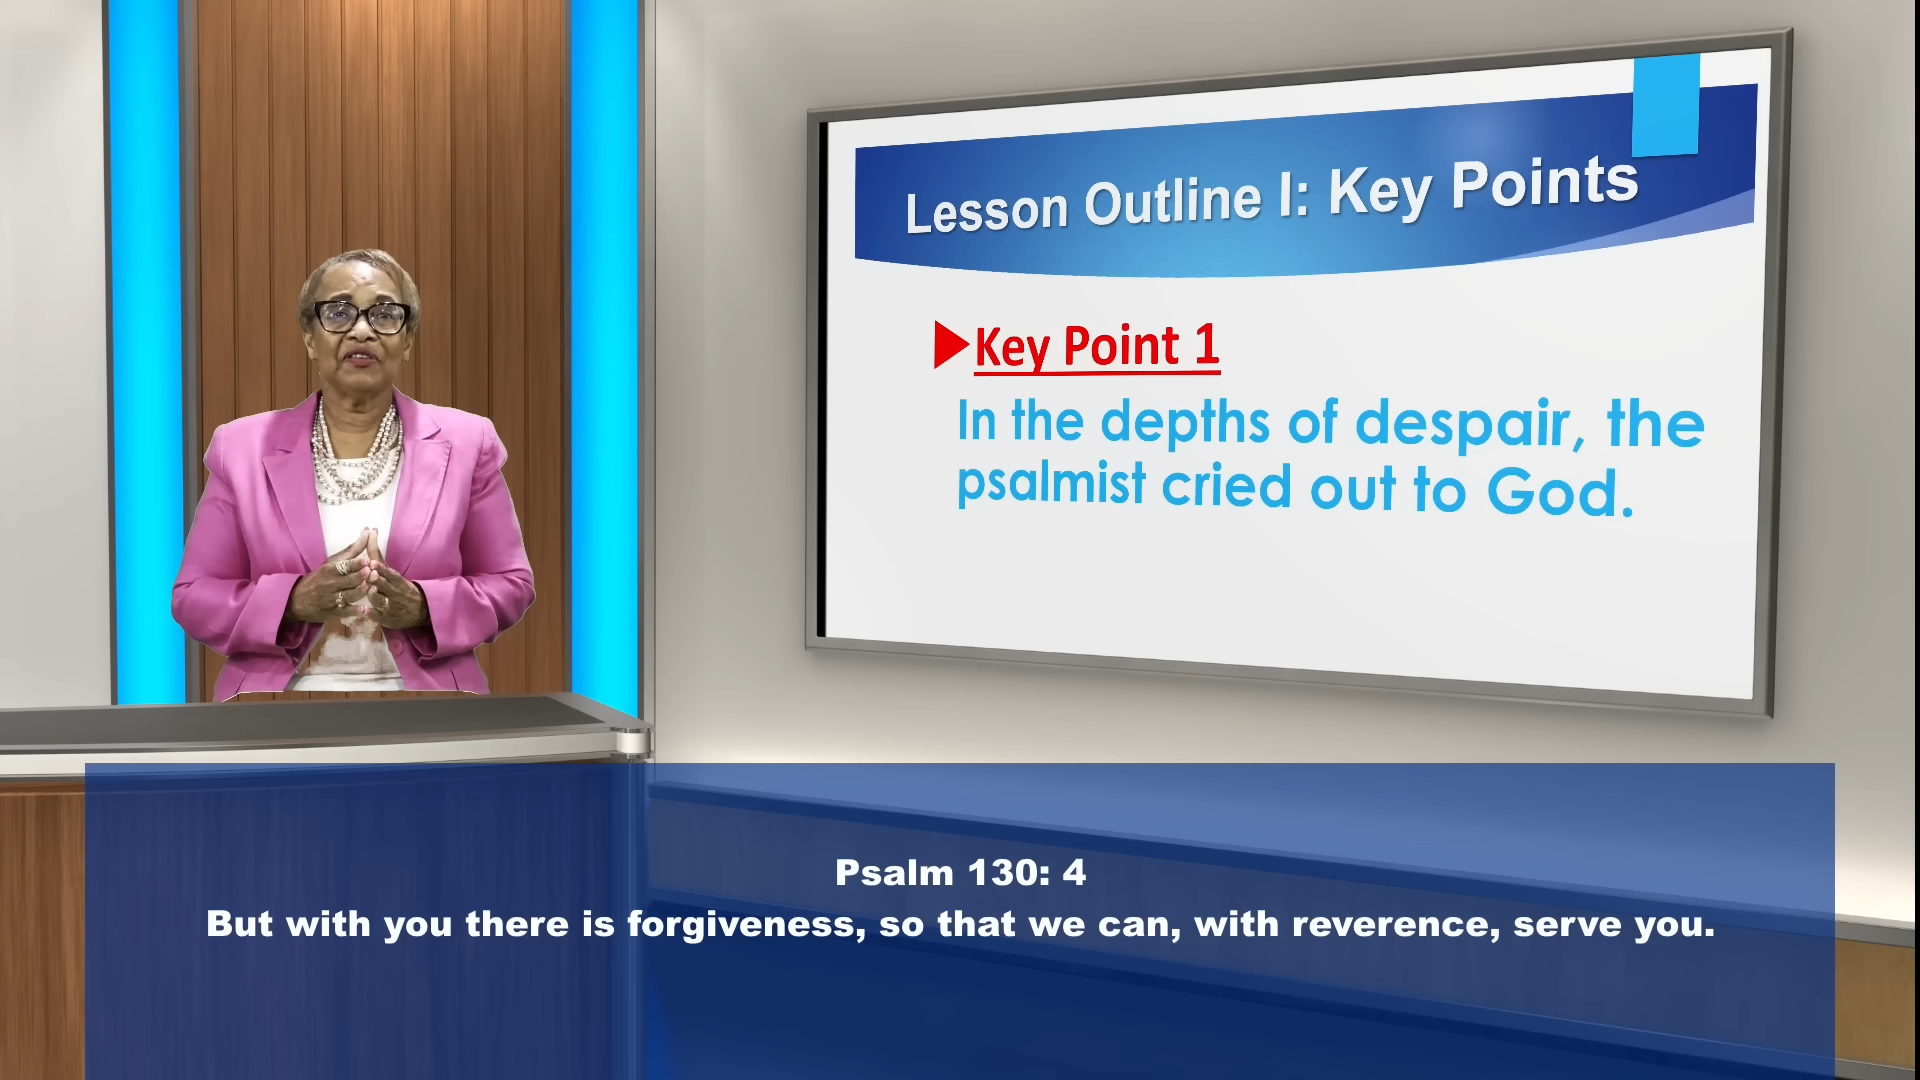 Lesson Outline I: Key Points
Key Point 1
In the depths of despair, the
psalmist cried out to God.
Psalm 130: 4
But with you there is forgiveness, so that we can, with reverence, serve you.